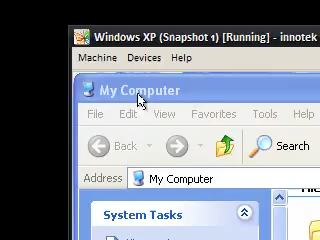 Windows XP (Snapshot 1) [Running] - innotek
Machine Devices Help
My Computer
File Edit View Favorites Tools Help
Back Search
Address My Computer
System Tasks